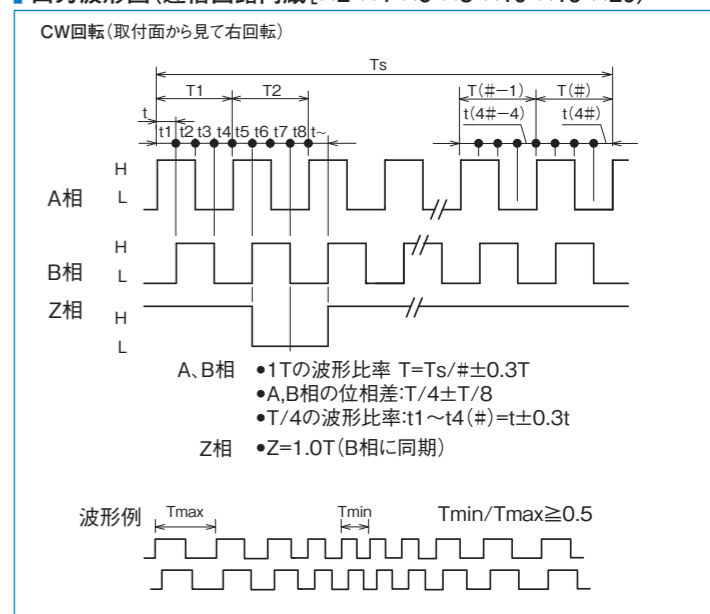 CW回転(取付面から見て右回転)
Ts
T1 T2 T(#−1) T(#)
t t(4#−4) t(4#)
t1 t2 t3 t4 t5 t6 t7 t8 t~
H
A相 L
H
B相 L
Z相 H
L
A、B相 ●1Tの波形比率 T=Ts/#±0.3T
●A,B相の位相差:T/4±T/8
●T/4の波形比率:t1~t4(#)=t±0.3t
Z相 ●Z=1.0T(B相に同期)
波形例 Tmax Tmin Tmin/Tmax≧0.5